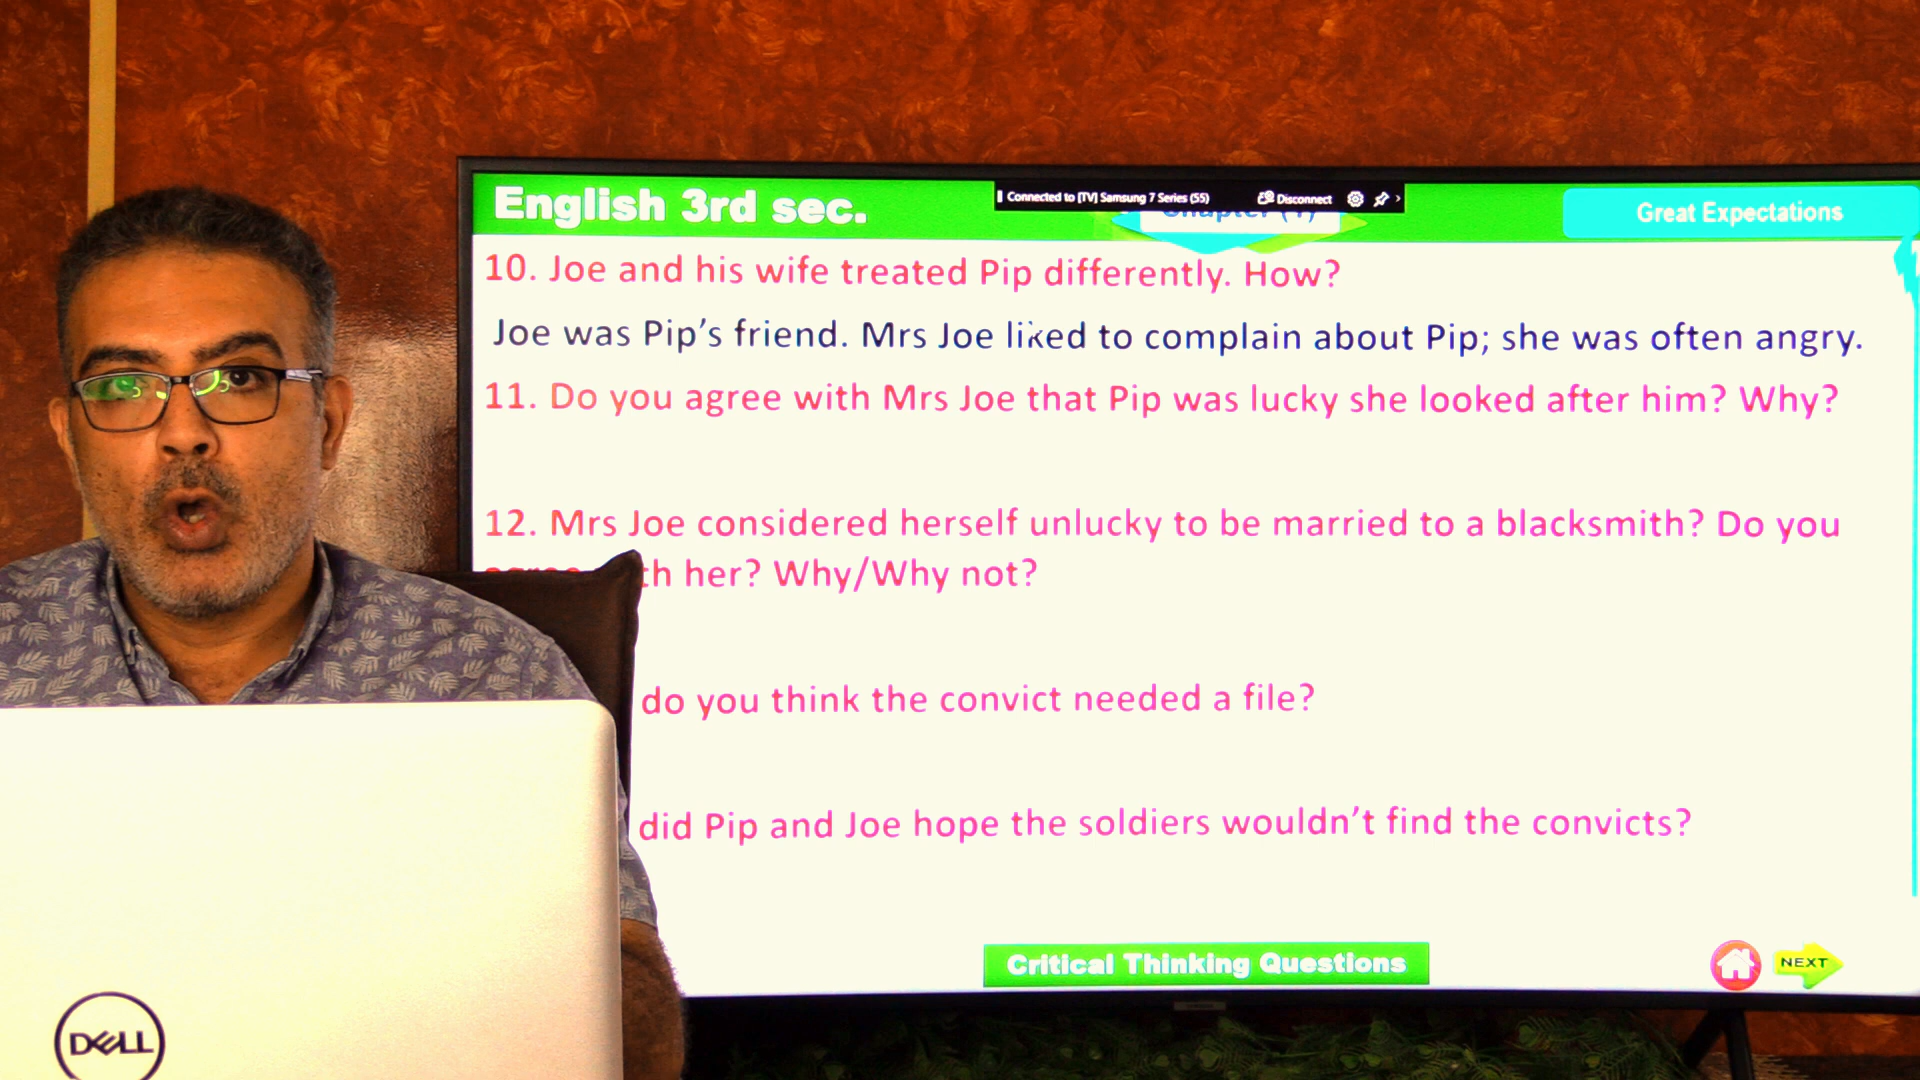 English 3rd sec.
Connected to [TV] Samsung 7 Series (55)
Disconnect
Great Expectations
10. Joe and his wife treated Pip differently. How?
Joe was Pip's friend. Mrs Joe liked to complain about Pip; she was often angry.
11. Do you agree with Mrs Joe that Pip was lucky she looked after him? Why?
12. Mrs Joe considered herself unlucky to be married to a blacksmith? Do you
her? Why/Why not?
do you think the convict needed a file?
did Pip and Joe hope the soldiers wouldn't find the convicts?
Critical Thinking Questions
NEXT
DELL